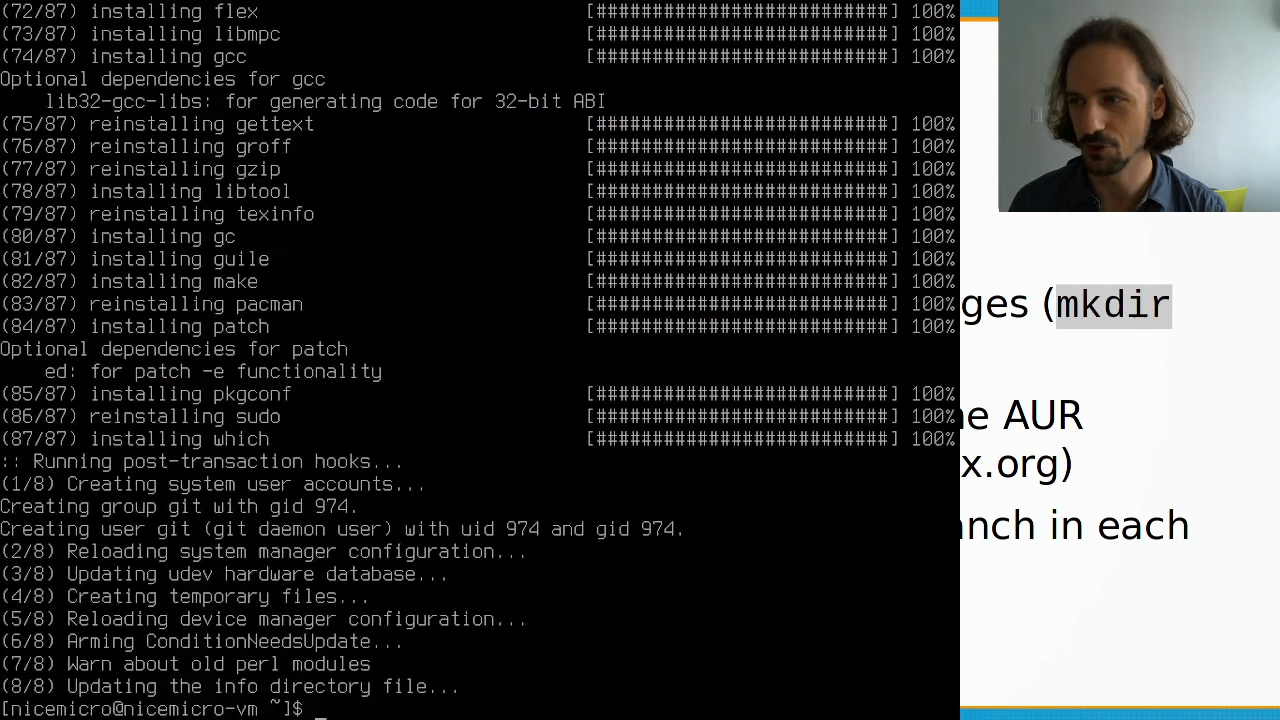 (72/87) installing flex [##########################] 100%
(73/87) installing libmpc [##########################] 100%
(74/87) installing gcc [##########################] 100%
Optional dependencies for gcc
lib32-gcc-libs: for generating code for 32-bit ABI
(75/87) reinstalling gettext [##########################] 100%
(76/87) reinstalling groff [##########################] 100%
(77/87) reinstalling gzip [##########################] 100%
(78/87) installing libtool [##########################] 100%
(79/87) reinstalling texinfo [##########################] 100%
(80/87) installing gc [##########################] 100%
(81/87) installing guile [##########################] 100%
(82/87) installing make [##########################] 100%
(83/87) reinstalling pacman [##########################] 100%
(84/87) installing patch [##########################] 100%
Optional dependencies for patch
ed: for patch -e functionality
(85/87) installing pkgconf [##########################] 100%
(86/87) reinstalling sudo [##########################] 100%
(87/87) installing which [##########################] 100%
:: Running post-transaction hooks...
(1/8) Creating system user accounts...
Creating group git with gid 974.
Creating user git (git daemon user) with uid 974 and gid 974.
(2/8) Reloading system manager configuration...
(3/8) Updating udev hardware database...
(4/8) Creating temporary files...
(5/8) Reloading device manager configuration...
(6/8) Arming ConditionNeedsUpdate...
(7/8) Warn about old perl modules
(8/8) Updating the info directory file...
[nicemicro@nicemicro-vm ~]$ _
ges (mkdir
e AUR
x.org)
nch in each